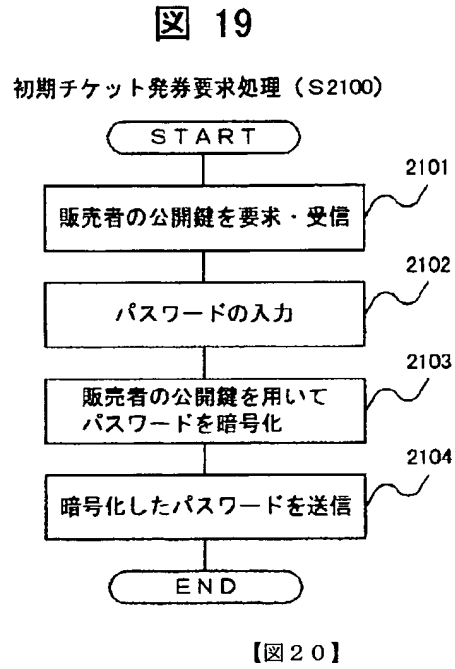 図 19
初期チケット発券要求処理（S2100）
START
2101
販売者の公開鍵を要求・受信
2102
パスワードの入力
2103
販売者の公開鍵を用いて
パスワードを暗号化
2104
暗号化したパスワードを送信
END
【図２０】